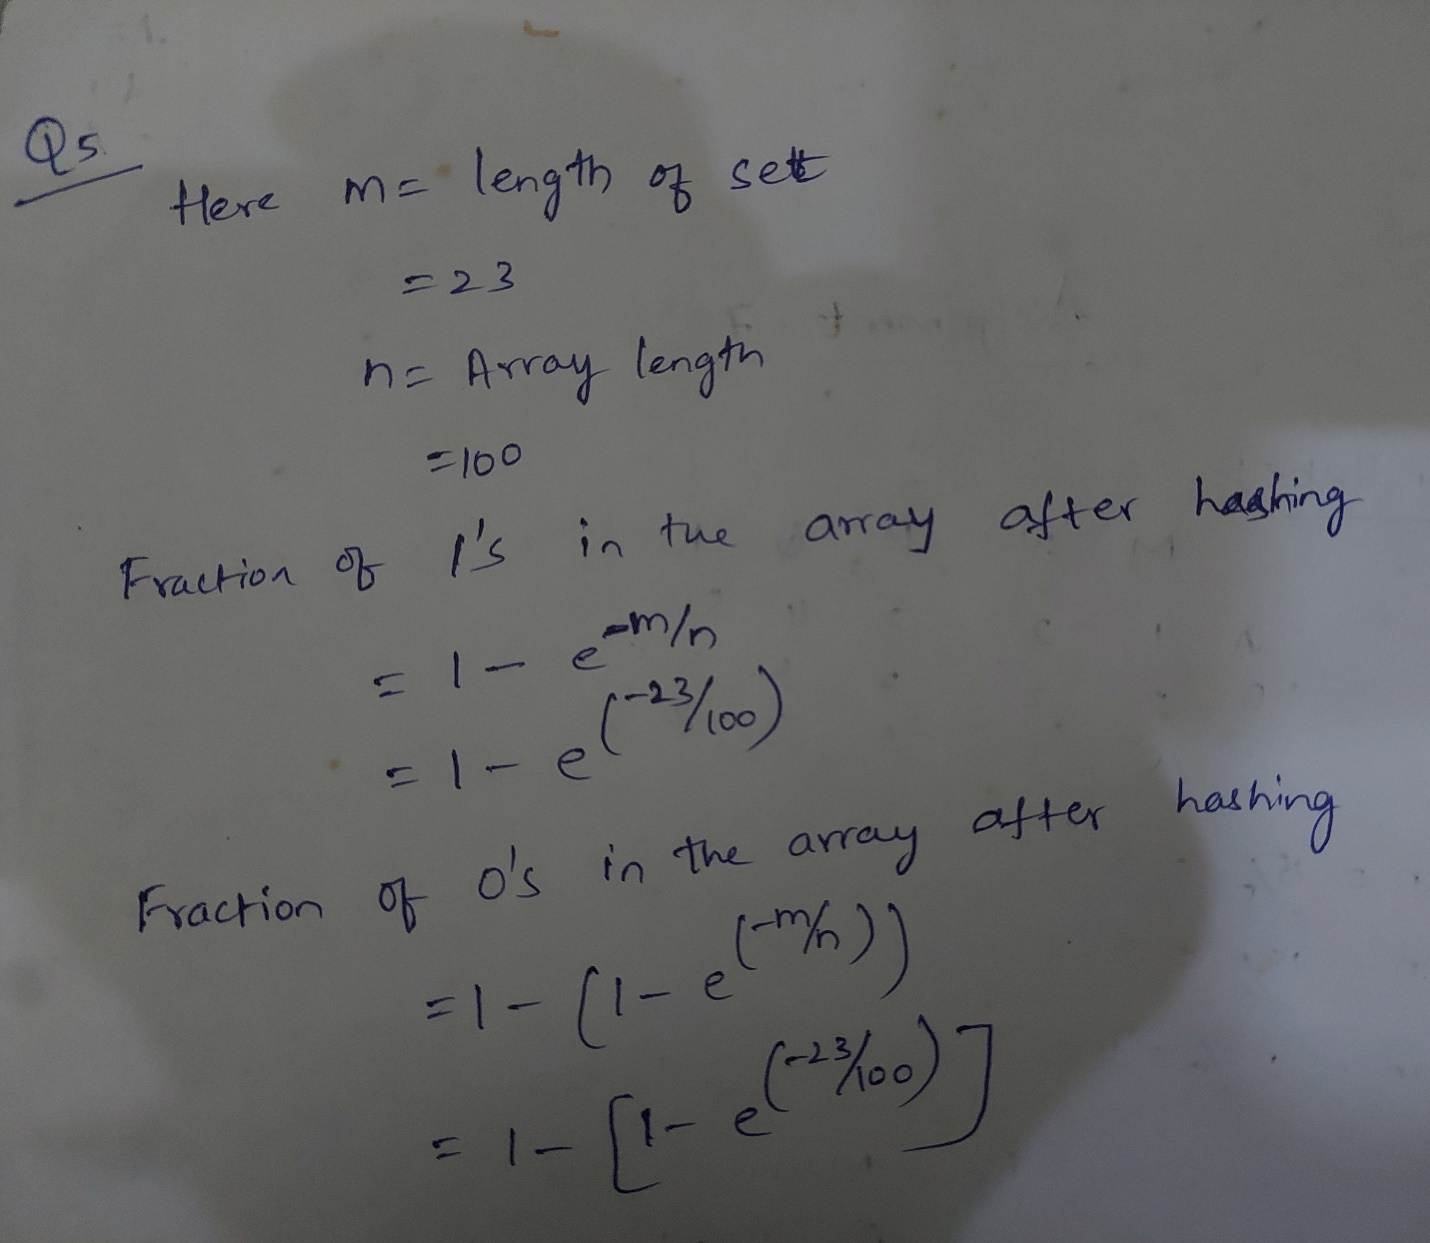 Q5.
Here m = length of set
= 23
n = Array length
= 100
Fraction of 1's in the array after hashing
= 1 - e^-m/n
= 1 - e^(-23/100)
Fraction of 0's in the array after hashing
= 1 - (1 - e^(-m/n))
= 1 - [1 - e^(-23/100)]